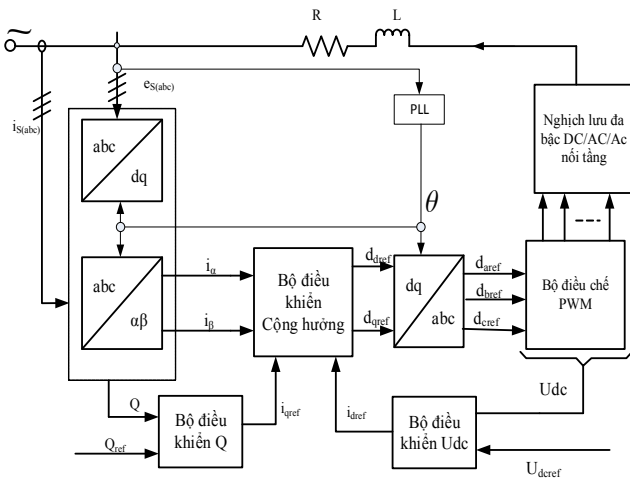 ~
R
L
e_S(abc)
i_S(abc)
PLL
Nghịch lưu đa
bậc DC/AC/Ac
nối tầng
abc
dq
θ
abc
αβ
i_α
i_β
Bộ điều
khiển
Cộng hưởng
d_dref
d_qref
dq
abc
d_aref
d_bref
d_cref
Bộ điều chế
PWM
Udc
Q
Q_ref
Bộ điều
khiển Q
i_qref
i_dref
Bộ điều
khiển Udc
U_dcref